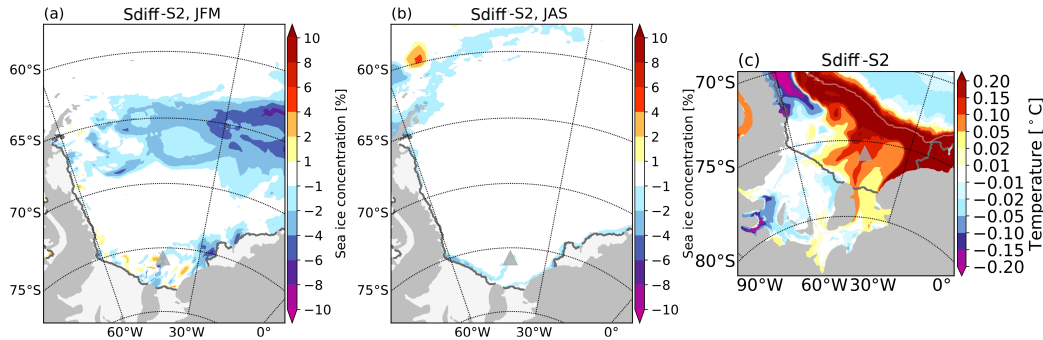 (a) Sdiff-S2, JFM
60°S
65°S
70°S
75°S
60°W 30°W 0°
10
8
6
4
2
1
−1
−2
−4
−6
−8
−10
Sea ice concentration [%]
(b) Sdiff-S2, JAS
60°W 30°W 0°
10
8
6
4
2
1
−1
−2
−4
−6
−8
−10
Sea ice concentration [%]
(c) Sdiff-S2
70°S
75°S
80°S
90°W 60°W 30°W 0°
0.20
0.15
0.10
0.05
0.02
0.01
−0.01
−0.02
−0.05
−0.10
−0.15
−0.20
Temperature [°C]